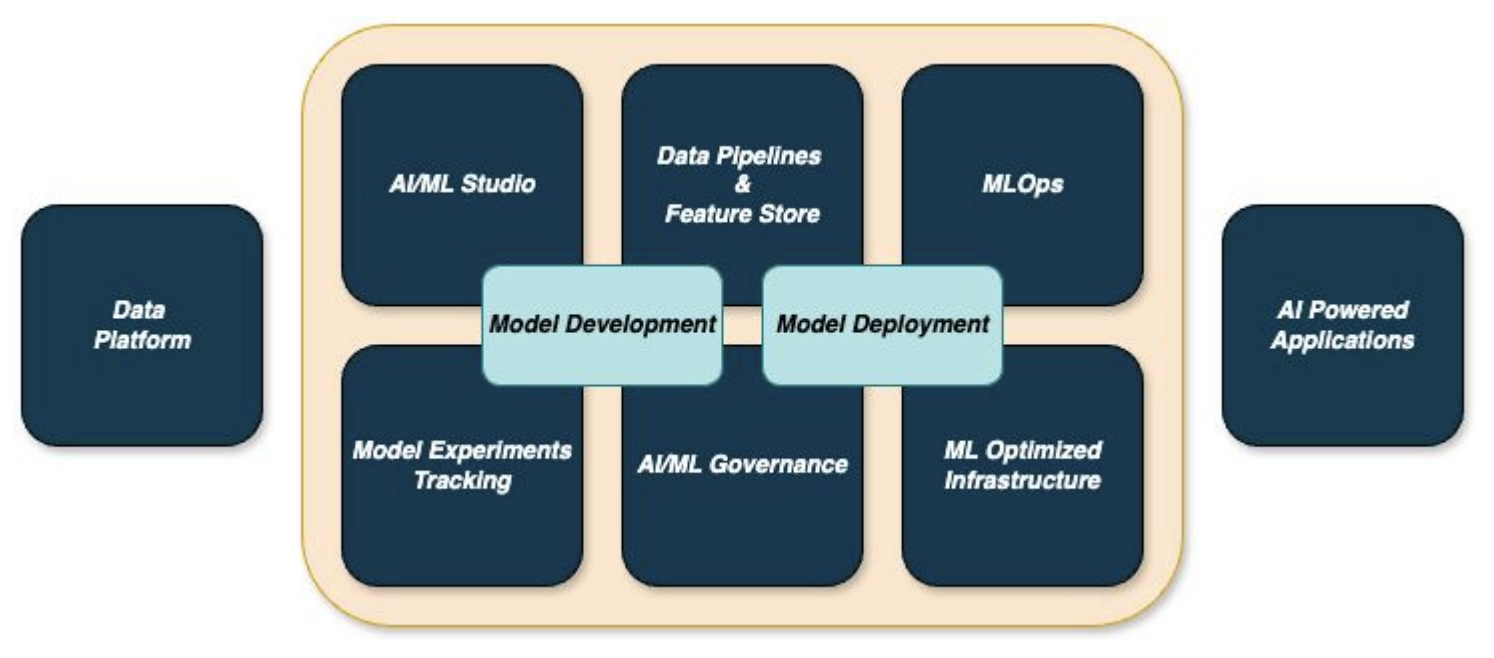 Data
Platform
AI/ML Studio
Data Pipelines
&
Feature Store
MLOps
Model Development
Model Deployment
Model Experiments
Tracking
AI/ML Governance
ML Optimized
Infrastructure
AI Powered
Applications